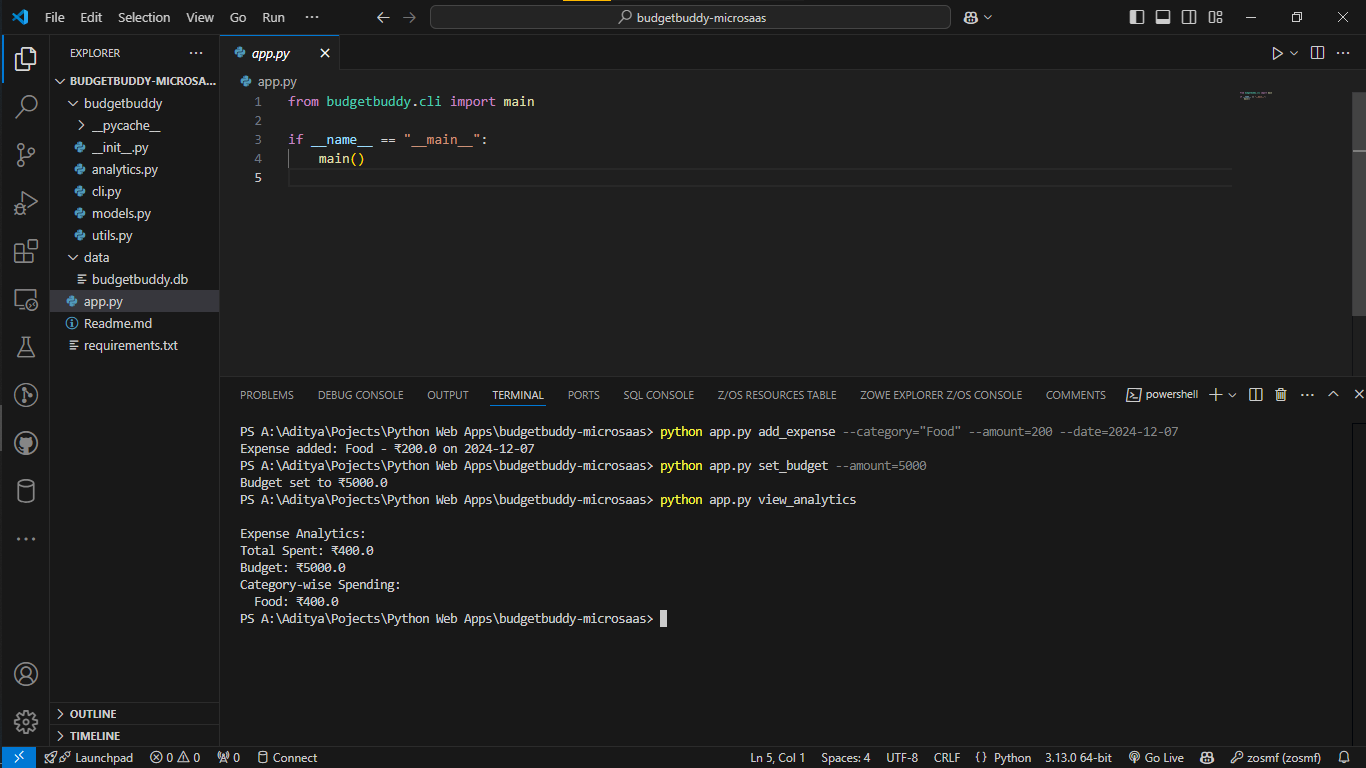 File Edit Selection View Go Run ··· budgetbuddy-microsaas
EXPLORER ···
BUDGETBUDDY-MICROSA...
budgetbuddy
__pycache__
__init__.py
analytics.py
cli.py
models.py
utils.py
data
budgetbuddy.db
app.py
Readme.md
requirements.txt
OUTLINE
TIMELINE
app.py
app.py
1 from budgetbuddy.cli import main
2
3 if __name__ == "__main__":
4 main()
5
PROBLEMS DEBUG CONSOLE OUTPUT TERMINAL PORTS SQL CONSOLE Z/OS RESOURCES TABLE ZOWE EXPLORER Z/OS CONSOLE COMMENTS powershell
PS A:\Aditya\Pojects\Python Web Apps\budgetbuddy-microsaas> python app.py add_expense --category="Food" --amount=200 --date=2024-12-07
Expense added: Food - ₹200.0 on 2024-12-07
PS A:\Aditya\Pojects\Python Web Apps\budgetbuddy-microsaas> python app.py set_budget --amount=5000
Budget set to ₹5000.0
PS A:\Aditya\Pojects\Python Web Apps\budgetbuddy-microsaas> python app.py view_analytics
Expense Analytics:
Total Spent: ₹400.0
Budget: ₹5000.0
Category-wise Spending:
Food: ₹400.0
PS A:\Aditya\Pojects\Python Web Apps\budgetbuddy-microsaas>
Launchpad 0 0 0 Connect Ln 5, Col 1 Spaces: 4 UTF-8 CRLF {} Python 3.13.0 64-bit Go Live zosmf (zosmf)